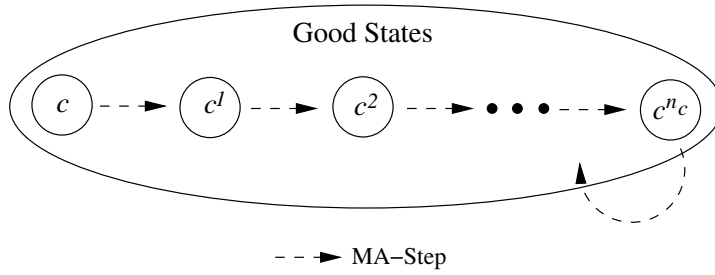 Good States
c c¹ c² • • • cⁿc
MA−Step